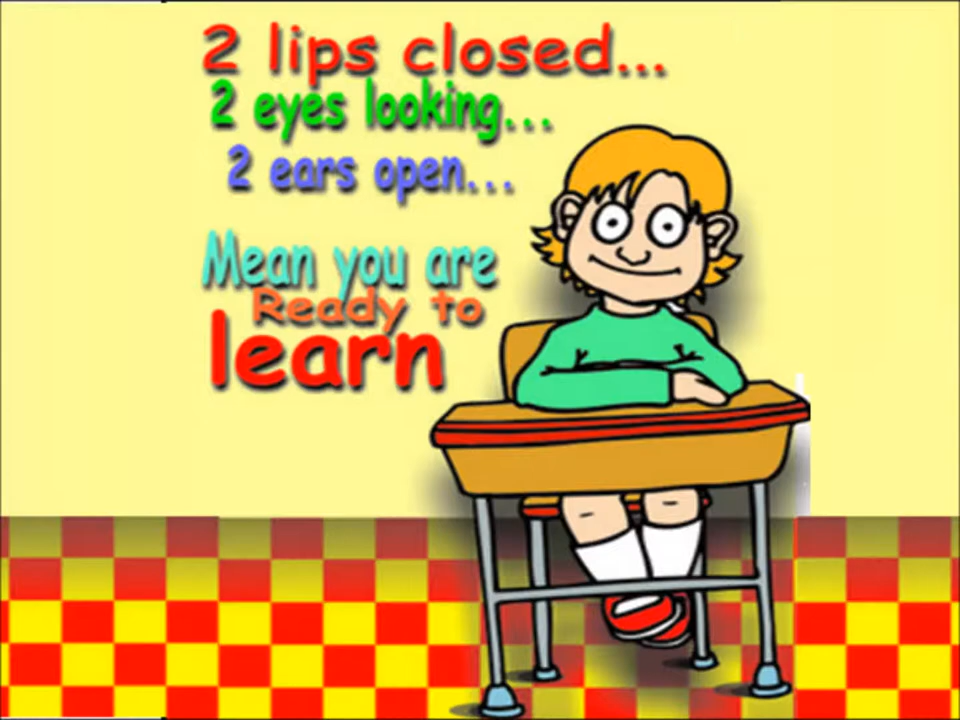 2 lips closed...
2 eyes looking...
2 ears open...
Mean you are
Ready to
learn